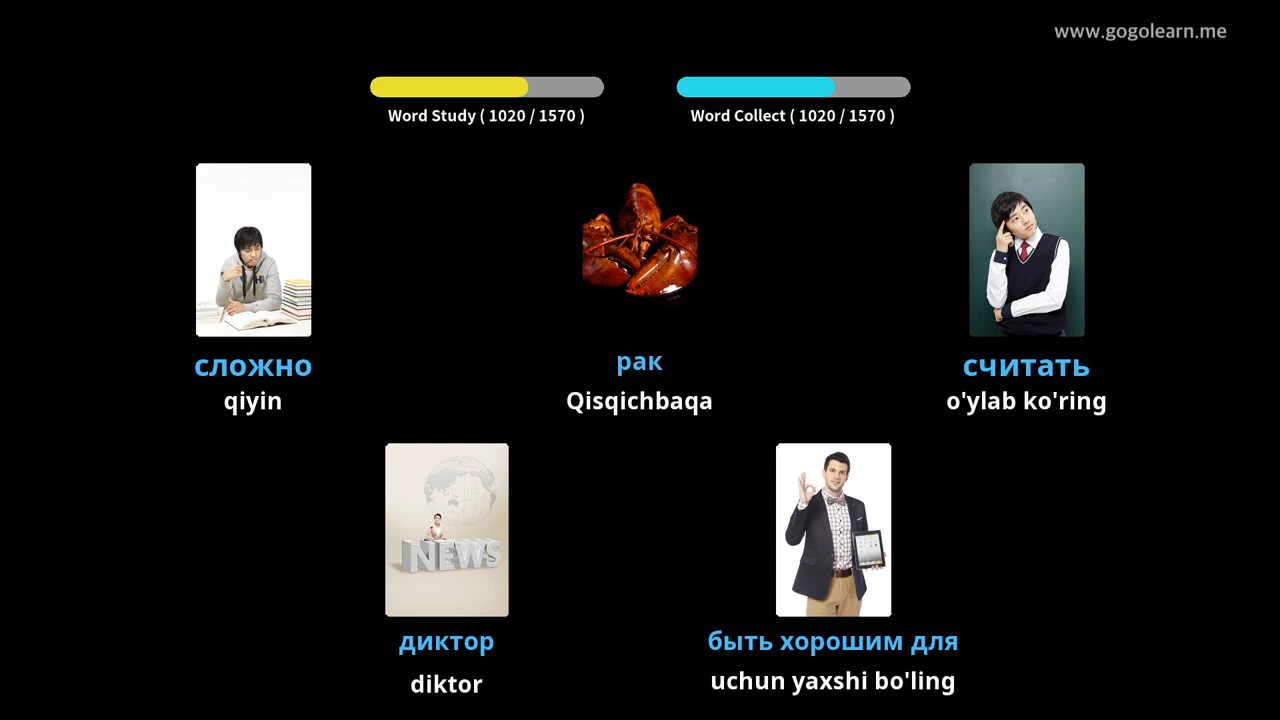 www.gogolearn.me
Word Study ( 1020 / 1570 )
Word Collect ( 1020 / 1570 )
сложно
qiyin
рак
Qisqichbaqa
считать
o'ylab ko'ring
NEWS
диктор
diktor
быть хорошим для
uchun yaxshi bo'ling